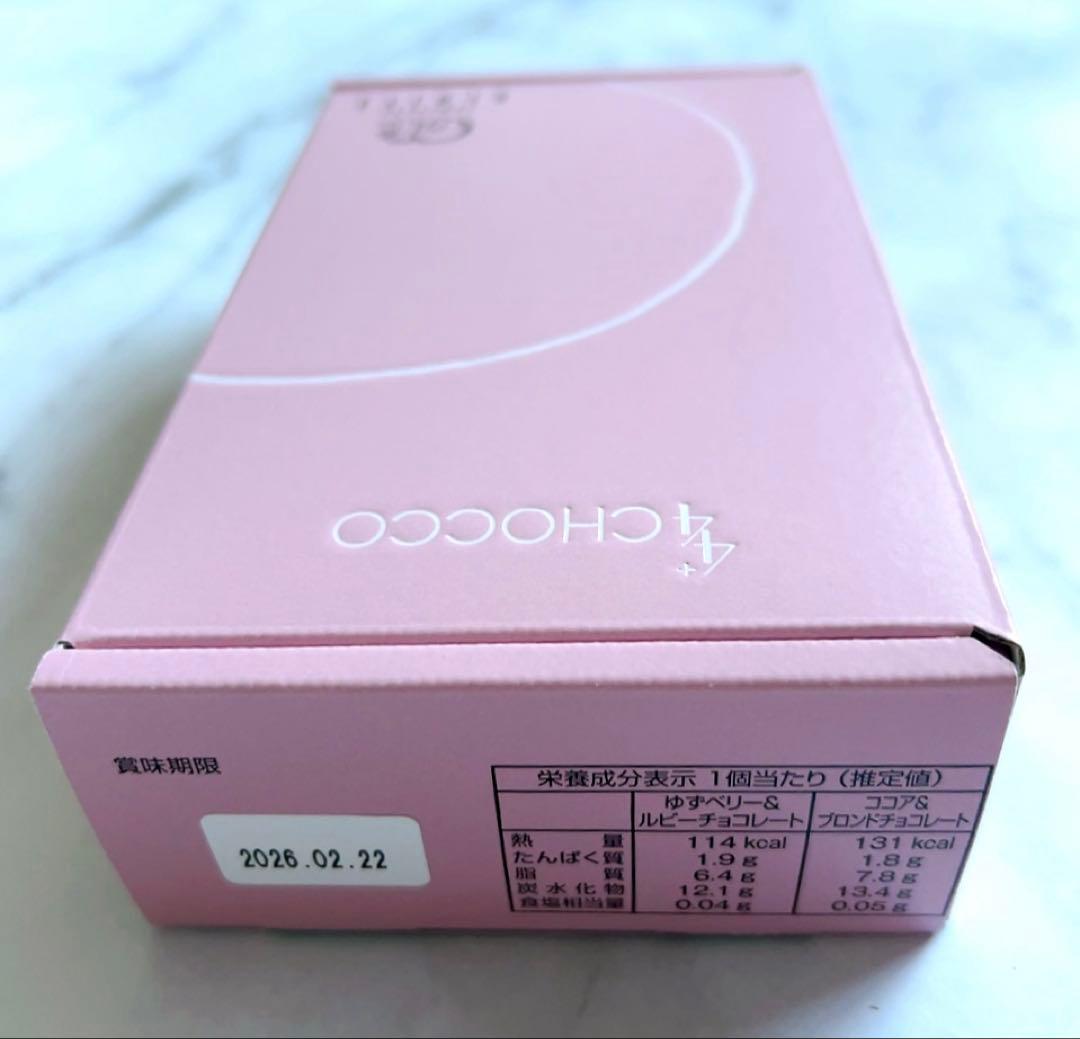 4/4+ CHOCCO
賞味期限
2026.02.22
栄養成分表示 1個当たり(推定値)
ゆずベリー&
ルビーチョコレート
ココア&
ブロンドチョコレート
熱量 114 kcal 131 kcal
たんぱく質 1.9 g 1.8 g
脂質 6.4 g 7.8 g
炭水化物 12.1 g 13.4 g
食塩相当量 0.04 g 0.05 g